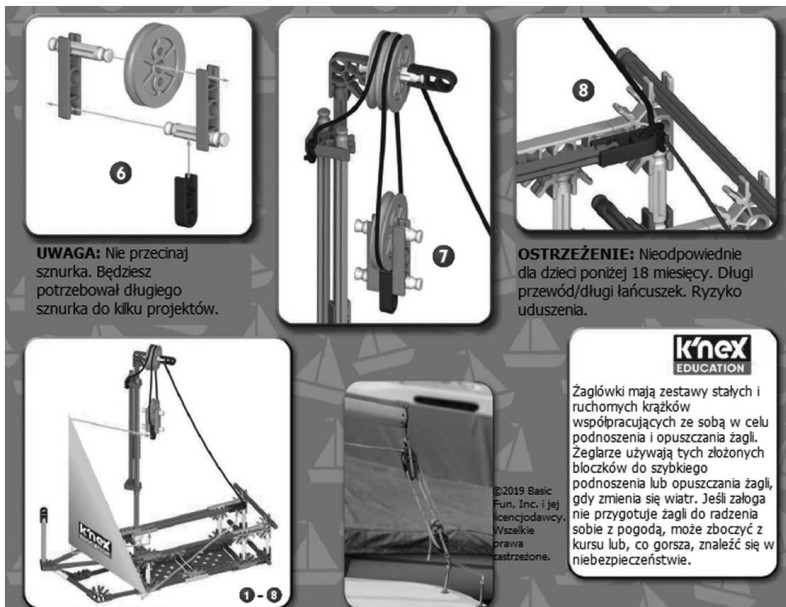 6
7
8
UWAGA: Nie przecinaj
sznurka. Będziesz
potrzebował długiego
sznurka do kilku projektów.
OSTRZEŻENIE: Nieodpowiednie
dla dzieci poniżej 18 miesięcy. Długi
przewód/długi łańcuszek. Ryzyko
uduszenia.
k'nex
1 - 8
©2019 Basic
Fun, Inc. i jej
licencjodawcy.
Wszelkie
prawa
zastrzeżone.
k'nex
EDUCATION
Żaglówki mają zestawy stałych i
ruchomych krążków
współpracujących ze sobą w celu
podnoszenia i opuszczania żagli.
Żeglarze używają tych złożonych
bloczków do szybkiego
podnoszenia lub opuszczania żagli,
gdy zmienia się wiatr. Jeśli załoga
nie przygotuje żagli do radzenia
sobie z pogodą, może zboczyć z
kursu lub, co gorsza, znaleźć się w
niebezpieczeństwie.